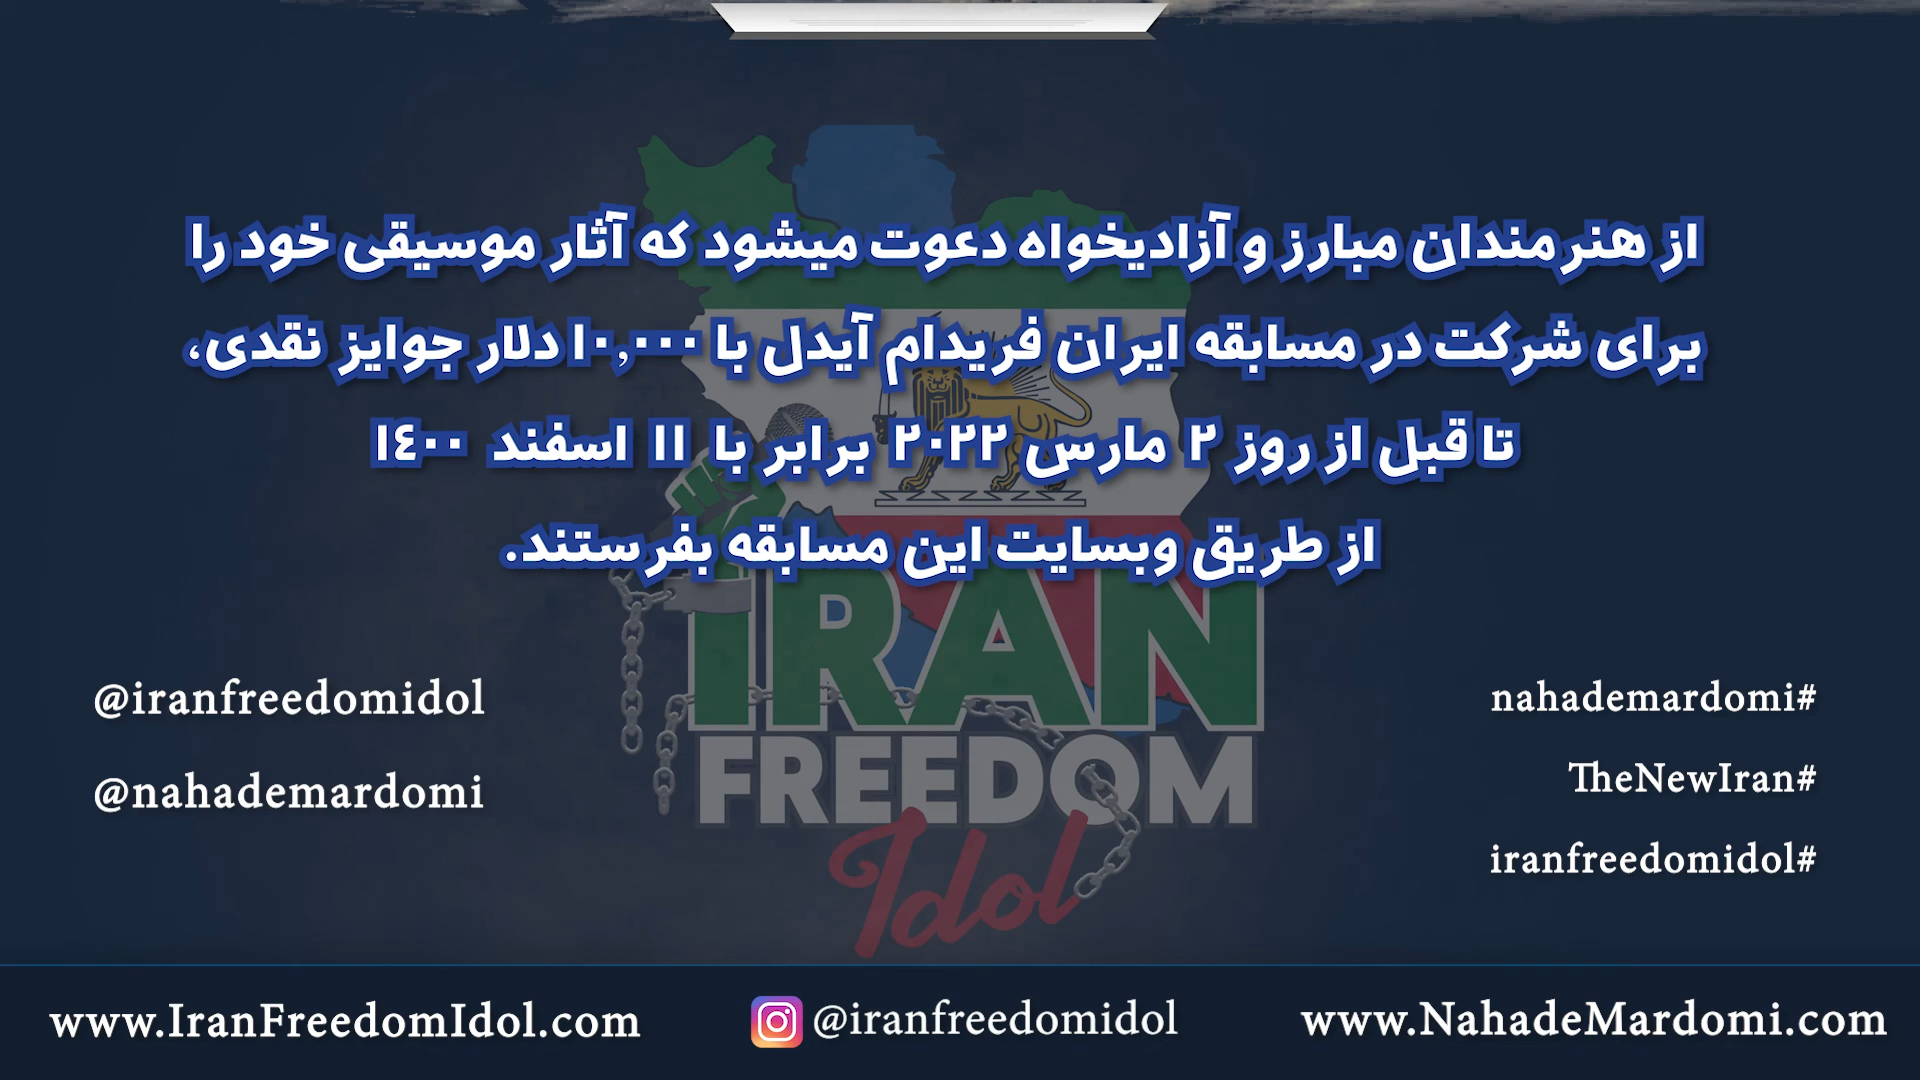 از هنرمندان مبارز و آزادیخواه دعوت میشود که آثار موسیقی خود را
برای شرکت در مسابقه ایران فریدام آیدل با ۱۰,۰۰۰ دلار جوایز نقدی،
تا قبل از روز ۲ مارس ۲۰۲۲ برابر با ۱۱ اسفند ١٤٠٠
از طریق وبسایت این مسابقه بفرستند.
IRAN
FREEDOM
Idol
@iranfreedomidol
@nahademardomi
nahademardomi#
TheNewIran#
iranfreedomidol#
www.IranFreedomIdol.com
@iranfreedomidol
www.NahadeMardomi.com